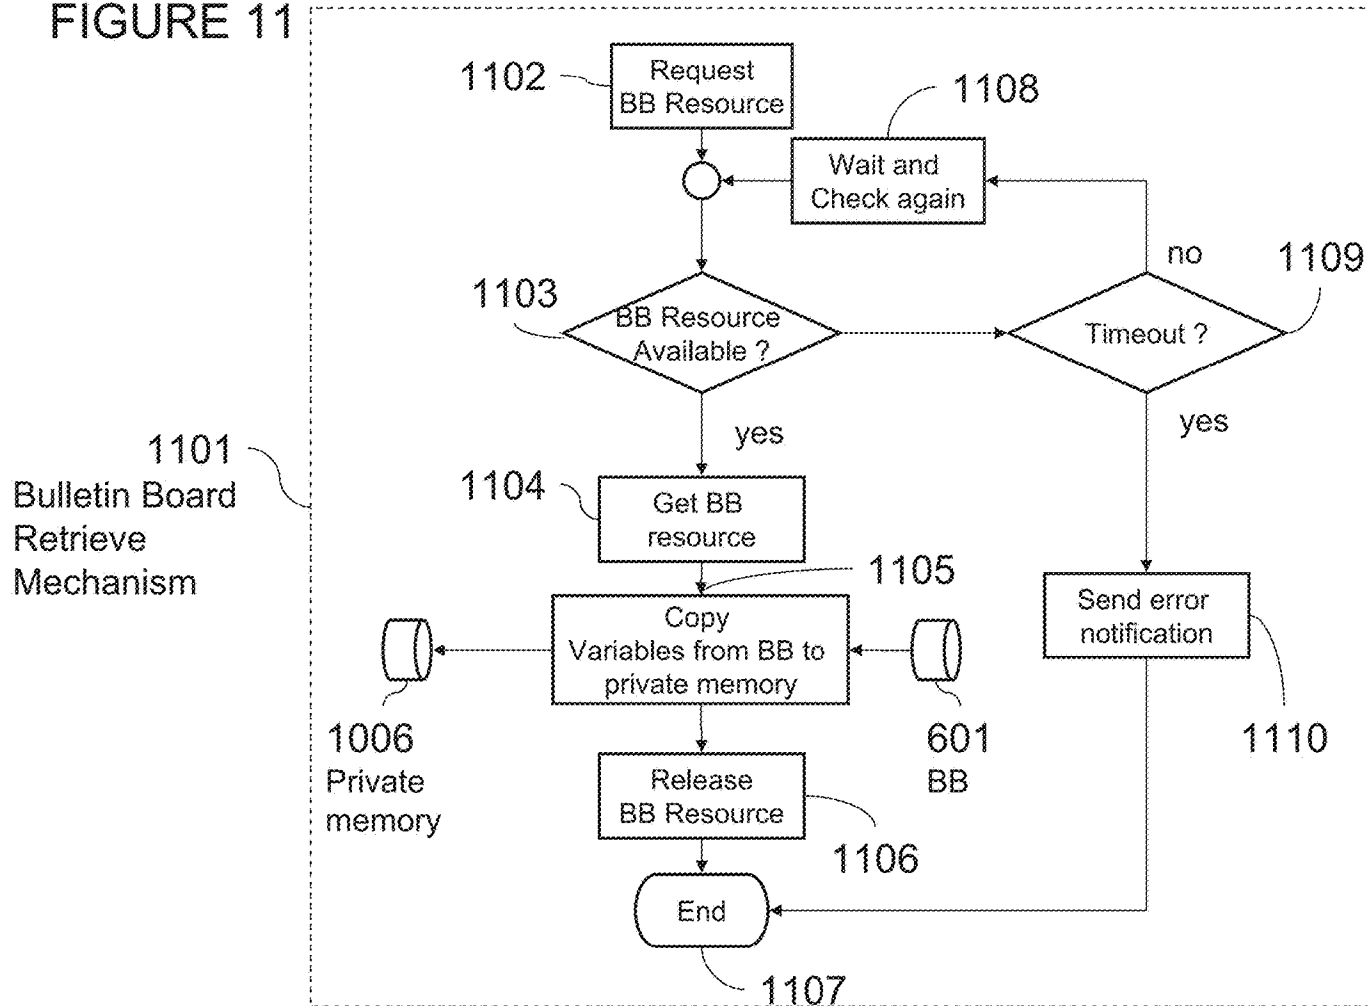 FIGURE 11
1102
Request
BB Resource
1108
Wait and
Check again
no
1109
1103
BB Resource
Available ?
Timeout ?
yes
yes
1101
Bulletin Board
Retrieve
Mechanism
1104
Get BB
resource
1105
Copy
Variables from BB to
private memory
Send error
notification
1006
Private
memory
601
BB
1110
Release
BB Resource
1106
End
1107